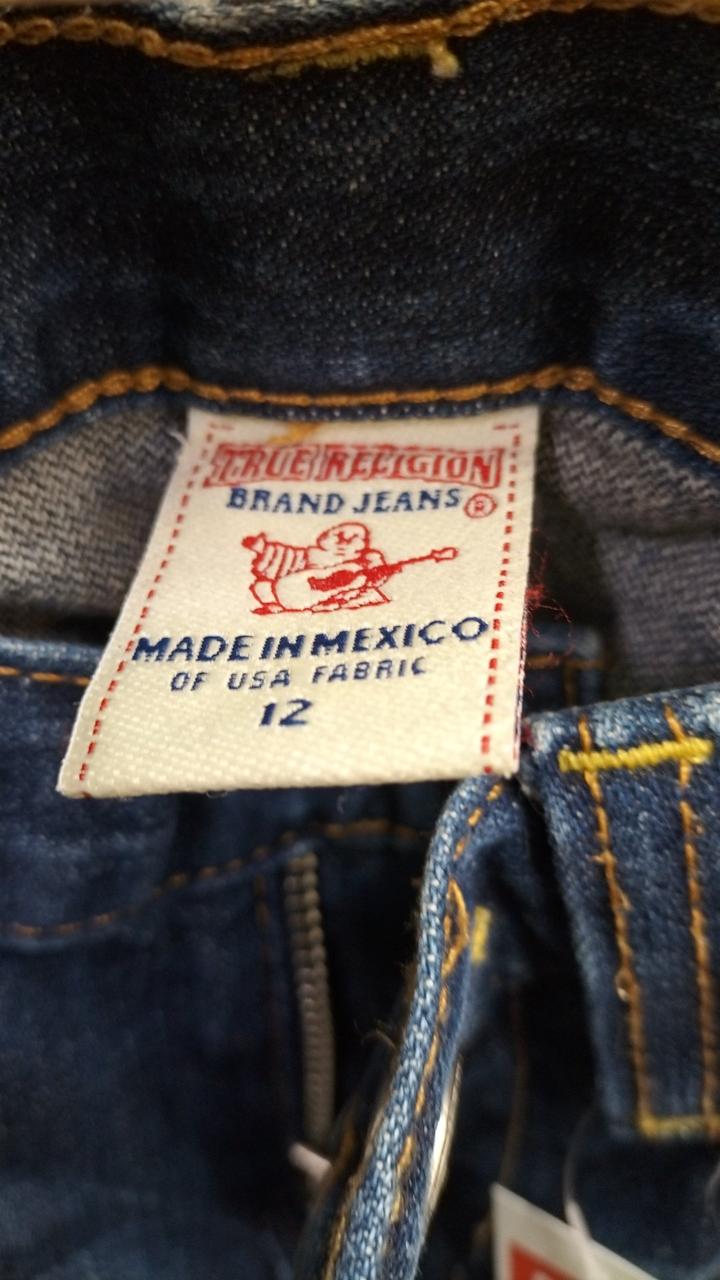 TRUE RELIGION
BRAND JEANS®
MADE IN MEXICO
OF USA FABRIC
12